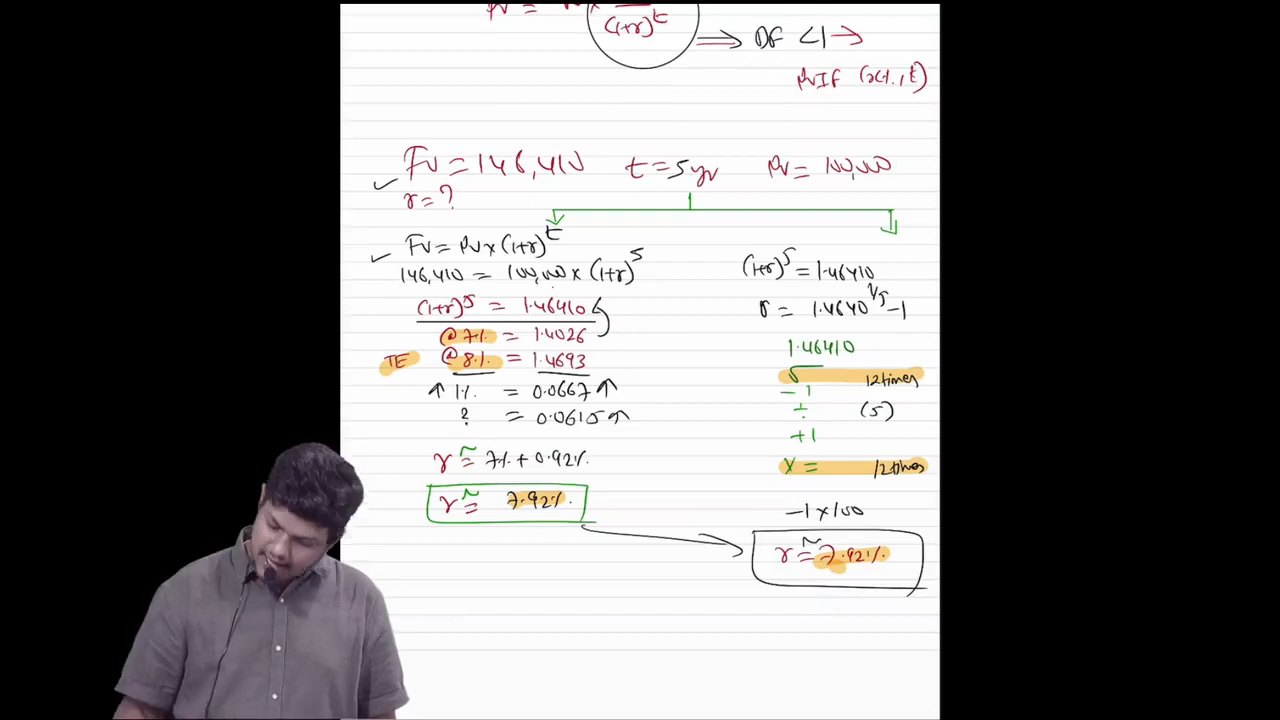 (1+r)^t
⟹ DF <1 →
PVIF (x%, t)
FV = 146,410 t = 5yr PV = 100,000
r = ?
FV = PV x (1+r)^t
146,410 = 100,000 x (1+r)^5
(1+r)^5 = 1.46410
@ 7% = 1.4026
TE @ 8% = 1.4693
↑ 1% = 0.0667 ↑
? = 0.0615 ↑
r ≅ 7% + 0.92%
r ≅ 7.92%
(1+r)^5 = 1.46410
r = 1.4640^1/5 -1
1.46410
√ 12 times
- 1
÷ (5)
+1
x = 12 times
-1 x 100
r ≅ 7.92%